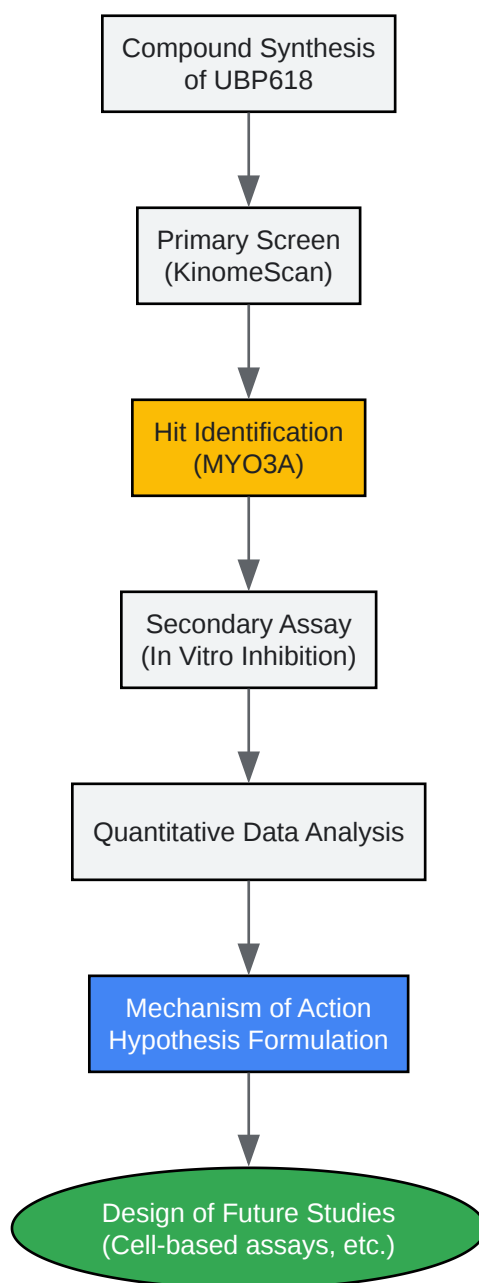 Compound Synthesis
of UBP618
Primary Screen
(KinomeScan)
Hit Identification
(MYO3A)
Secondary Assay
(In Vitro Inhibition)
Quantitative Data Analysis
Mechanism of Action
Hypothesis Formulation
Design of Future Studies
(Cell-based assays, etc.)